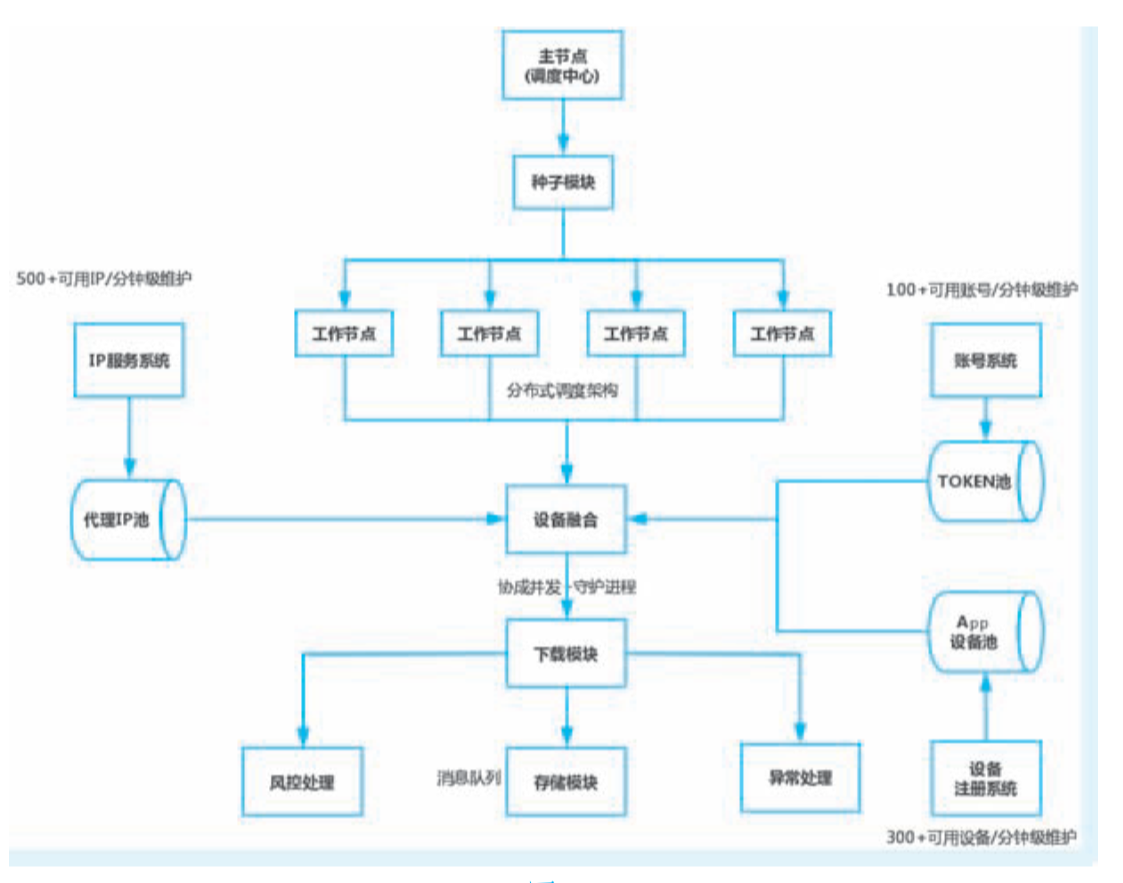 主节点
(调度中心)
种子模块
500+可用IP/分钟级维护
100+可用账号/分钟级维护
工作节点
工作节点
工作节点
工作节点
IP服务系统
账号系统
分布式调度架构
TOKEN池
代理IP池
设备融合
协成并发-守护进程
App
设备池
下载模块
风控处理
消息队列
存储模块
异常处理
设备
注册系统
300+可用设备/分钟级维护